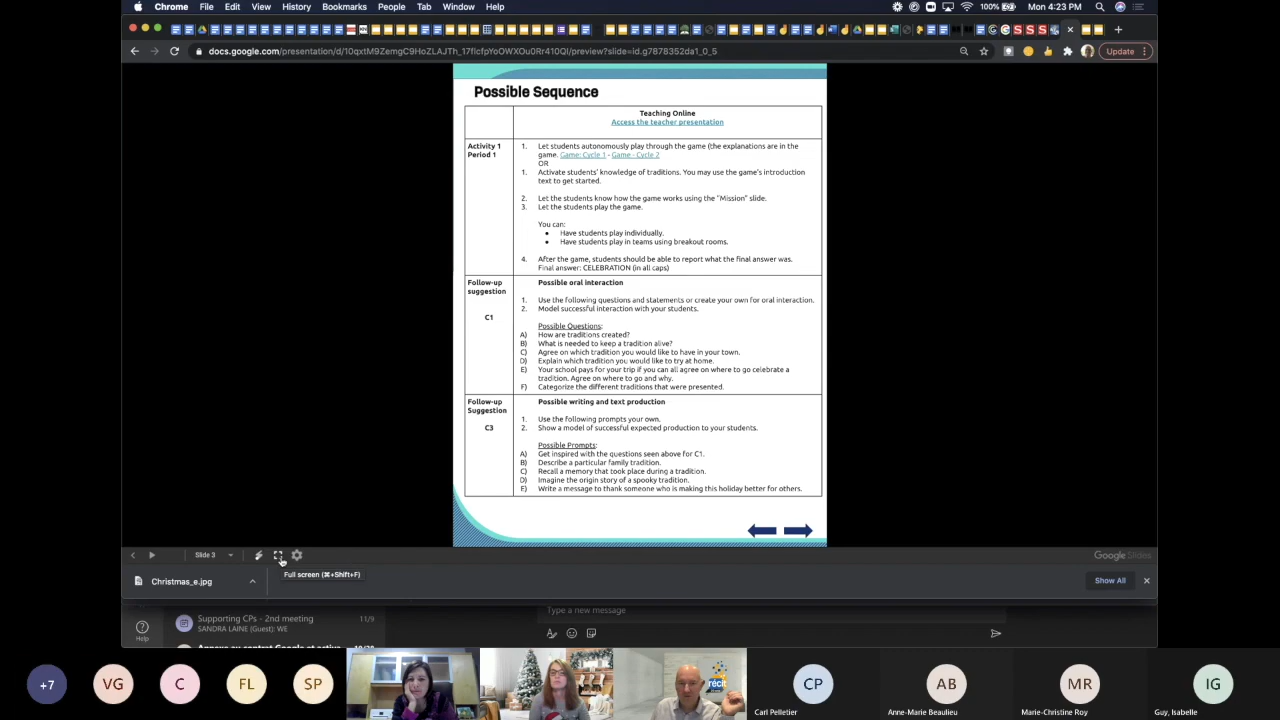 Chrome File Edit View History Bookmarks People Tab Window Help
100% Mon 4:23 PM
docs.google.com/presentation/d/10qxtM9ZemgC9HoZLAJTh_17flcfpYoOWXOu0Rr410QI/preview?slide=id.g7878352da1_0_5
Update
Possible Sequence
Teaching Online
Access the teacher presentation
Activity 1
Period 1
1. Let students autonomously play through the game (the explanations are in the
game. Game: Cycle 1 - Game - Cycle 2
OR
1. Activate students' knowledge of traditions. You may use the game's introduction
text to get started.
2. Let the students know how the game works using the "Mission" slide.
3. Let the students play the game.
You can:
Have students play individually.
Have students play in teams using breakout rooms.
4. After the game, students should be able to report what the final answer was.
Final answer: CELEBRATION (in all caps)
Follow-up
suggestion
C1
Possible oral interaction
1. Use the following questions and statements or create your own for oral interaction.
2. Model successful interaction with your students.
Possible Questions:
A) How are traditions created?
B) What is needed to keep a tradition alive?
C) Agree on which tradition you would like to have in your town.
D) Explain which tradition you would like to try at home.
E) Your school pays for your trip if you can all agree on where to go celebrate a
tradition. Agree on where to go and why.
F) Categorize the different traditions that were presented.
Follow-up
Suggestion
C3
Possible writing and text production
1. Use the following prompts your own.
2. Show a model of successful expected production to your students.
Possible Prompts:
A) Get inspired with the questions seen above for C1.
B) Describe a particular family tradition.
C) Recall a memory that took place during a tradition.
D) Imagine the origin story of a spooky tradition.
E) Write a message to thank someone who is making this holiday better for others.
Slide 3
Google Slides
Full screen (⌘+Shift+F)
Christmas_e.jpg
Show All
Help
Supporting CPs - 2nd meeting 11/9
SANDRA LAINE (Guest): WE
Type a new message
+7 VG C FL SP
récit
CP AB MR IG
Carl Pelletier
Anne-Marie Beaulieu
Marie-Christine Roy
Guy, Isabelle